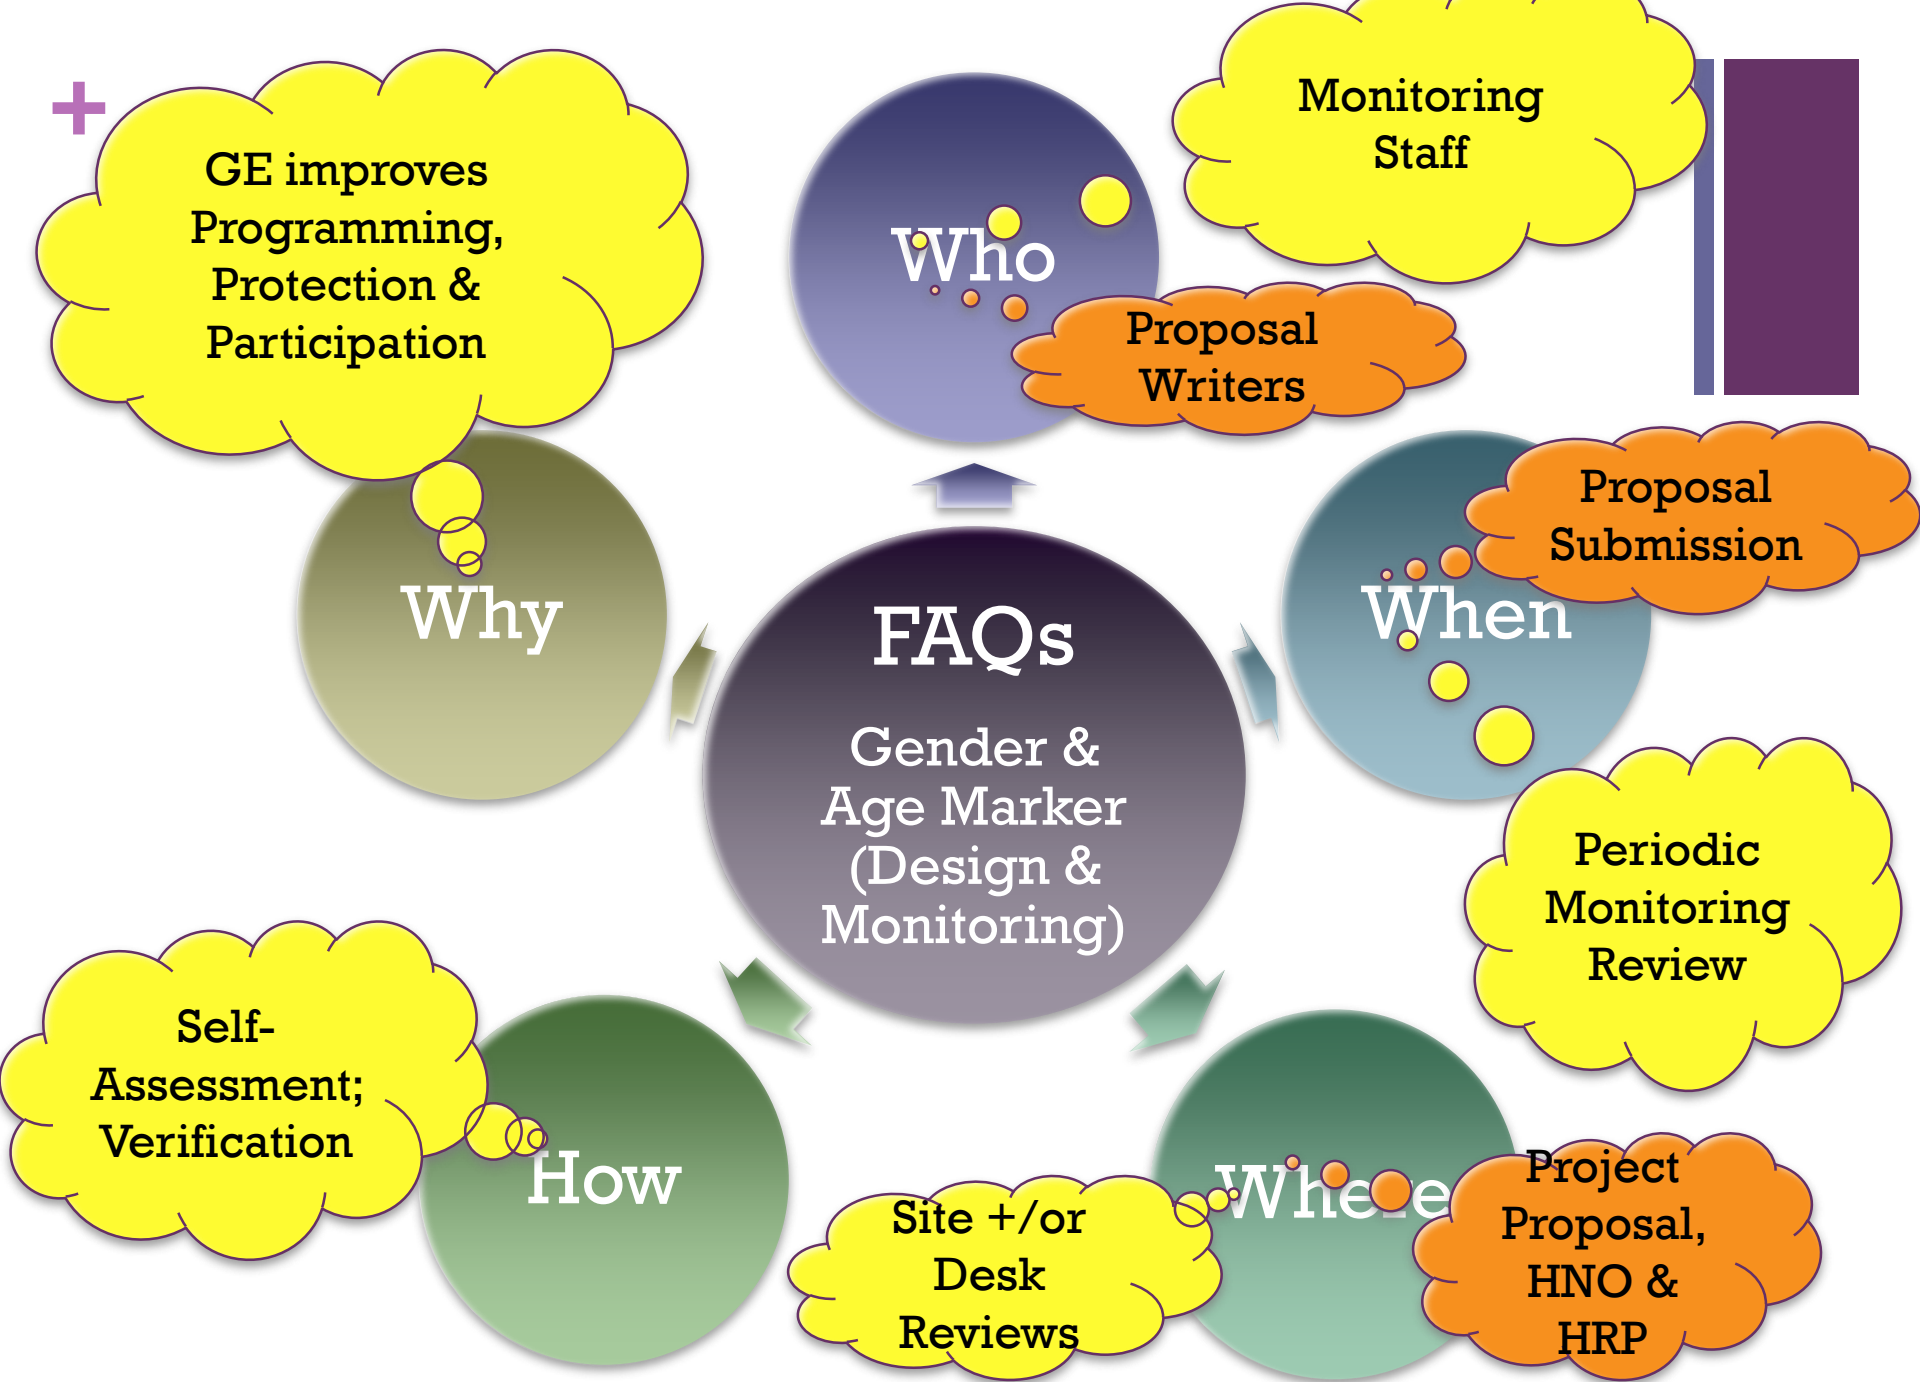 +
GE improves
Programming,
Protection &
Participation
Who
Monitoring
Staff
Proposal
Writers
Why
When
Proposal
Submission
FAQs
Gender &
Age Marker
(Design &
Monitoring)
Periodic
Monitoring
Review
Self-
Assessment;
Verification
How
Where
Site +/or
Desk
Reviews
Project
Proposal,
HNO &
HRP